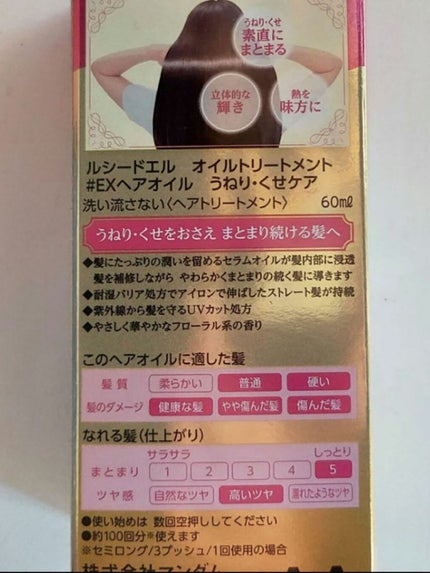 うねり・くせ
素直に
まとまる
立体的な
輝き
熱を
味方に
ルシードエル オイルトリートメント
#EXヘアオイル うねり・くせケア
洗い流さない〈ヘアトリートメント〉 60mℓ
うねり・くせをおさえ まとまり続ける髪へ
◆髪にたっぷりの潤いを留めるセラムオイルが髪内部に浸透
髪を補修しながら やわらかくまとまりの続く髪に導きます
◆耐湿バリア処方でアイロンで伸ばしたストレート髪が持続
◆紫外線から髪を守るUVカット処方
◆やさしく華やかなフローラル系の香り
このヘアオイルに適した髪
髪質 柔らかい 普通 硬い
髪のダメージ 健康な髪 やや傷んだ髪 傷んだ髪
なれる髪(仕上がり)
サラサラ しっとり
まとまり 1 2 3 4 5
ツヤ感 自然なツヤ 高いツヤ 濡れたようなツヤ
●使い始めは 数回空押ししてください
●約100回分※使えます
※セミロング/3プッシュ/1回使用の場合
株式会社マンダム